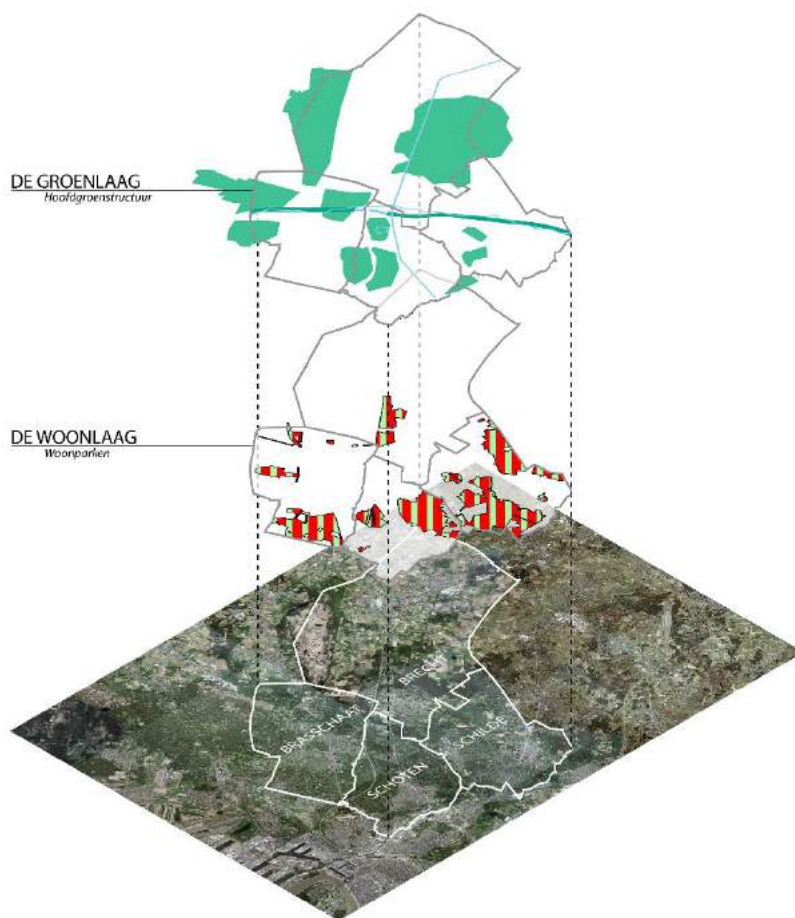 DE GROENLAAG
Hoofdgroenstructuur
DE WOONLAAG
Woonparken
BRECHT
BRASSCHAAT
SCHILDE
SCHOTEN